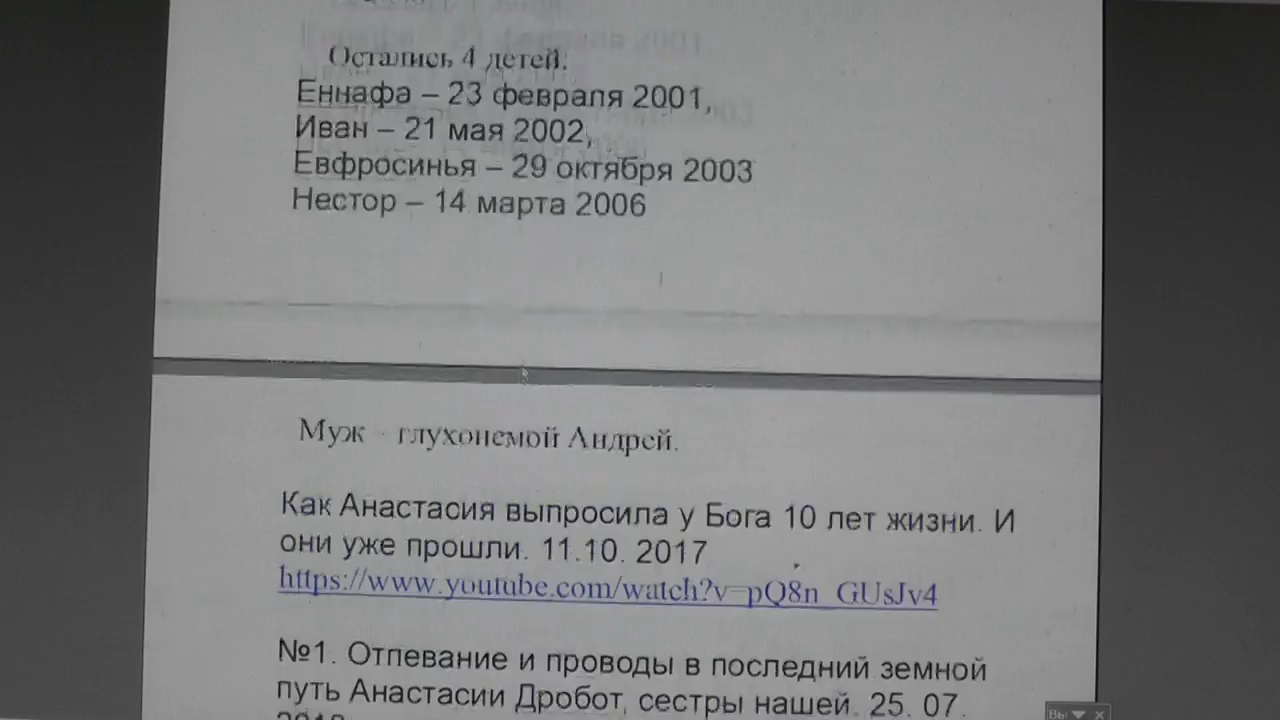 Остались 4 детей.
Еннафа – 23 февраля 2001,
Иван – 21 мая 2002,
Евфросинья – 29 октября 2003
Нестор – 14 марта 2006
Муж - глухонемой Андрей.
Как Анастасия выпросила у Бога 10 лет жизни. И
они уже прошли. 11.10. 2017
https://www.youtube.com/watch?v=pQ8n_GUsJv4
№1. Отпевание и проводы в последний земной
путь Анастасии Дробот, сестры нашей. 25. 07.
Вы